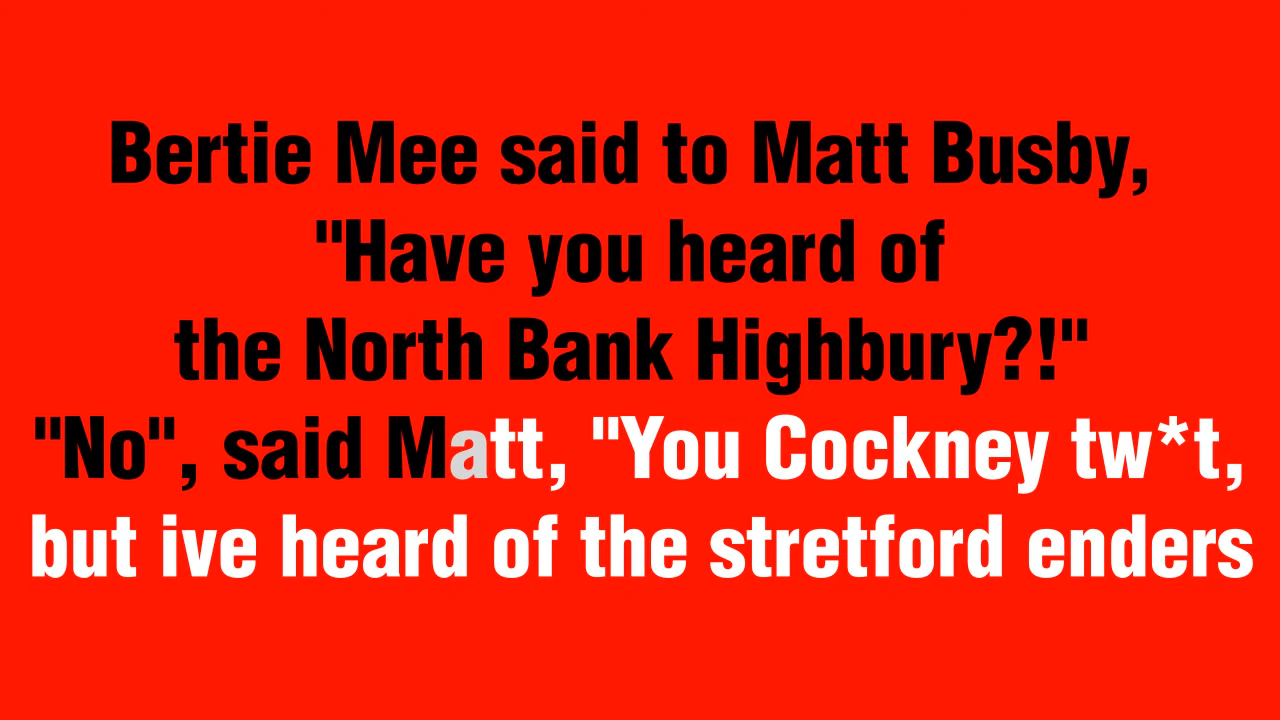 Bertie Mee said to Matt Busby,
"Have you heard of
the North Bank Highbury?!"
"No", said Matt, "You Cockney tw*t,
but ive heard of the stretford enders